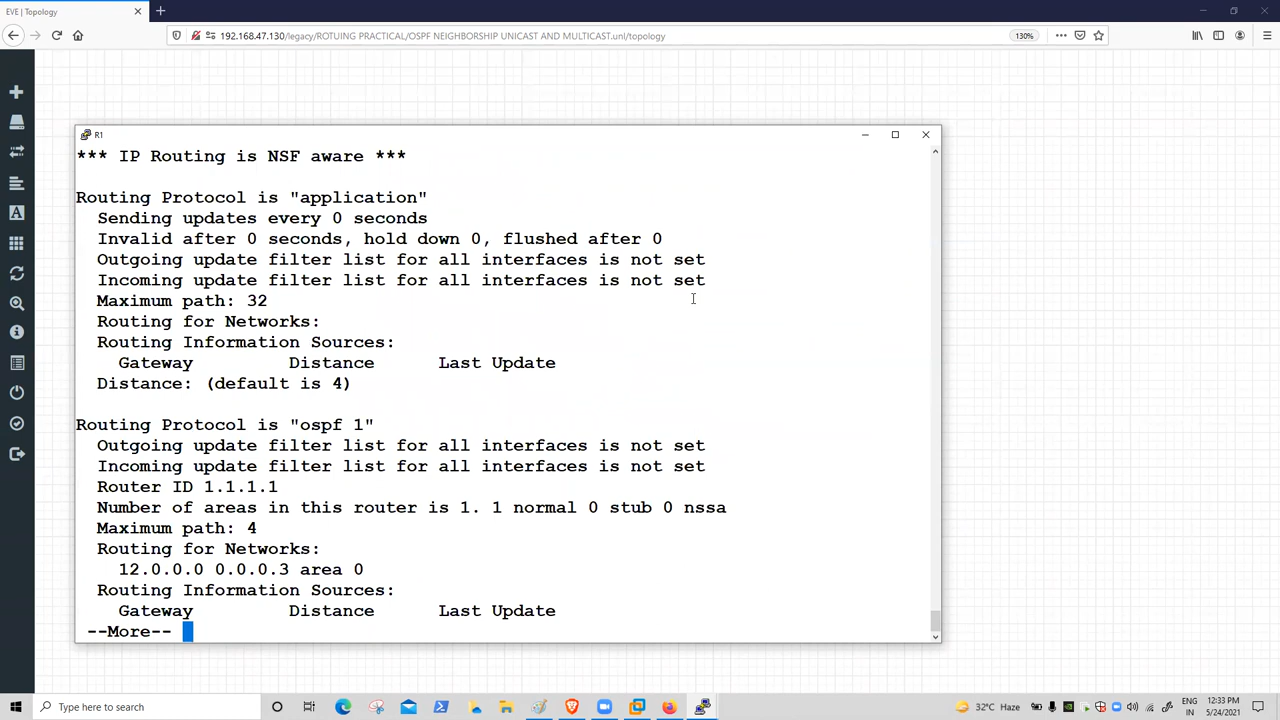 EVE | Topology
192.168.47.130/legacy/ROTUING PRACTICAL/OSPF NEIGHBORSHIP UNICAST AND MULTICAST.unl/topology
130%
R1
*** IP Routing is NSF aware ***
Routing Protocol is "application"
Sending updates every 0 seconds
Invalid after 0 seconds, hold down 0, flushed after 0
Outgoing update filter list for all interfaces is not set
Incoming update filter list for all interfaces is not set
Maximum path: 32
Routing for Networks:
Routing Information Sources:
Gateway Distance Last Update
Distance: (default is 4)
Routing Protocol is "ospf 1"
Outgoing update filter list for all interfaces is not set
Incoming update filter list for all interfaces is not set
Router ID 1.1.1.1
Number of areas in this router is 1. 1 normal 0 stub 0 nssa
Maximum path: 4
Routing for Networks:
12.0.0.0 0.0.0.3 area 0
Routing Information Sources:
Gateway Distance Last Update
--More--
Type here to search
32°C Haze
ENG
IN
12:33 PM
5/24/2021